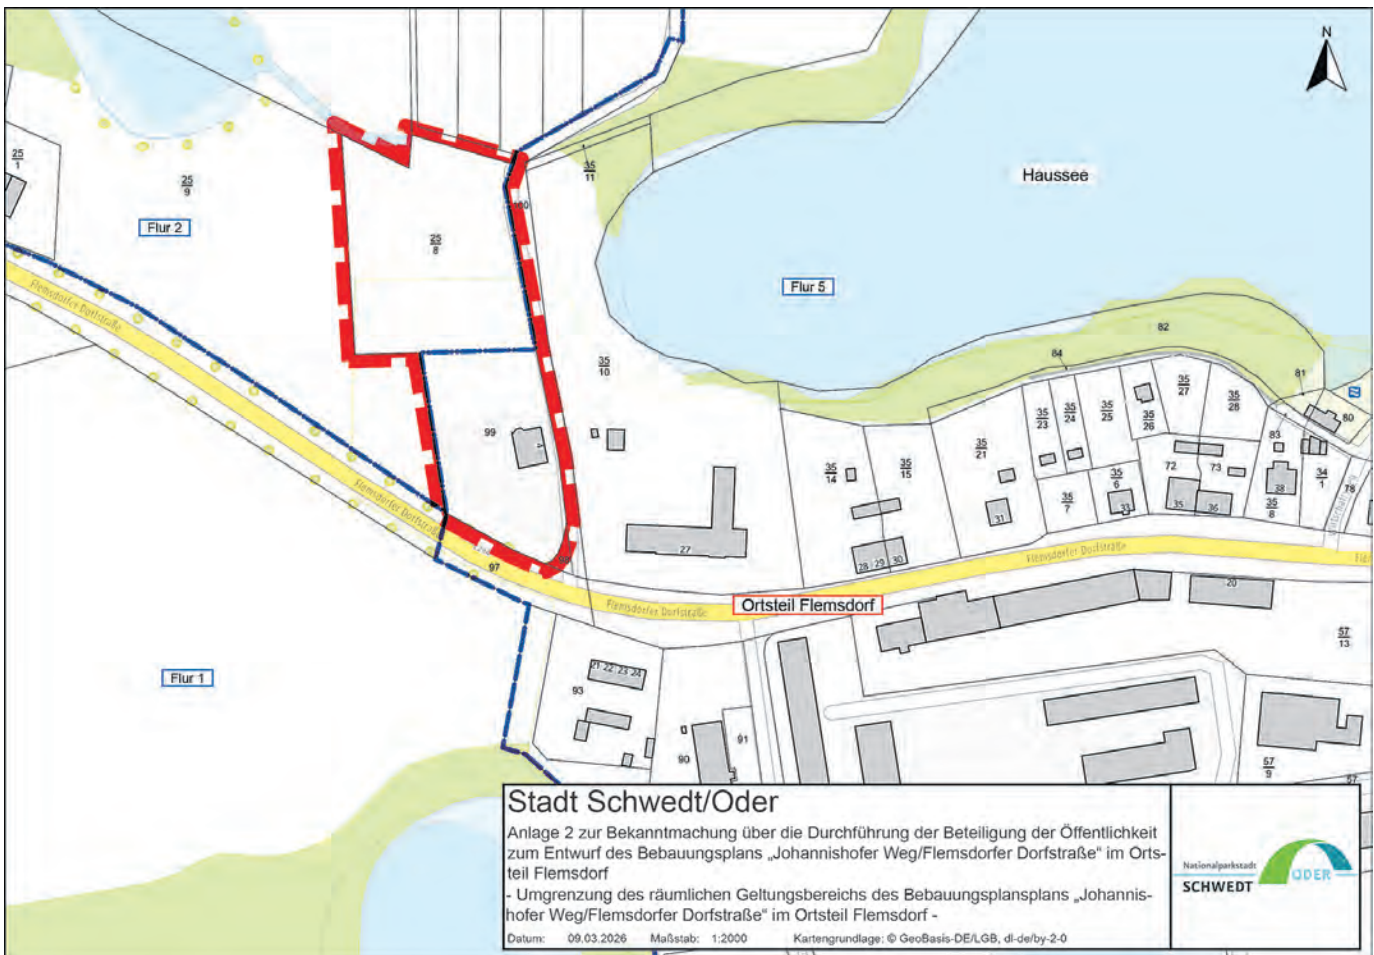 N
Haussee
35
11
25
1
25
9
Flur 2
25
8
Flur 5
82
84
81
80
83
35
10
35
23
35
24
35
25
35
26
35
27
35
28
99
4
35
14
35
15
35
21
35
7
35
6
33
72
73
35
36
38
35
8
34
1
78
31
27
28 29 30
Flemsdorfer Dorfstraße
Flemsdorfer Dorfstraße
97
Flemsdorfer Dorfstraße
Flemsdorfer Dorfstraße
Ortsteil Flemsdorf
20
57
13
Flur 1
21 22 23 24
93
90
91
57
9
57
Stadt Schwedt/Oder
Anlage 2 zur Bekanntmachung über die Durchführung der Beteiligung der Öffentlichkeit
zum Entwurf des Bebauungsplans „Johannishofer Weg/Flemsdorfer Dorfstraße“ im Orts-
teil Flemsdorf
- Umgrenzung des räumlichen Geltungsbereichs des Bebauungsplansplans „Johannis-
hofer Weg/Flemsdorfer Dorfstraße“ im Ortsteil Flemsdorf -
Datum: 09.03.2026 Maßstab: 1:2000 Kartengrundlage: © GeoBasis-DE/LGB, dl-de/by-2-0
Nationalparkstadt
SCHWEDT
ODER